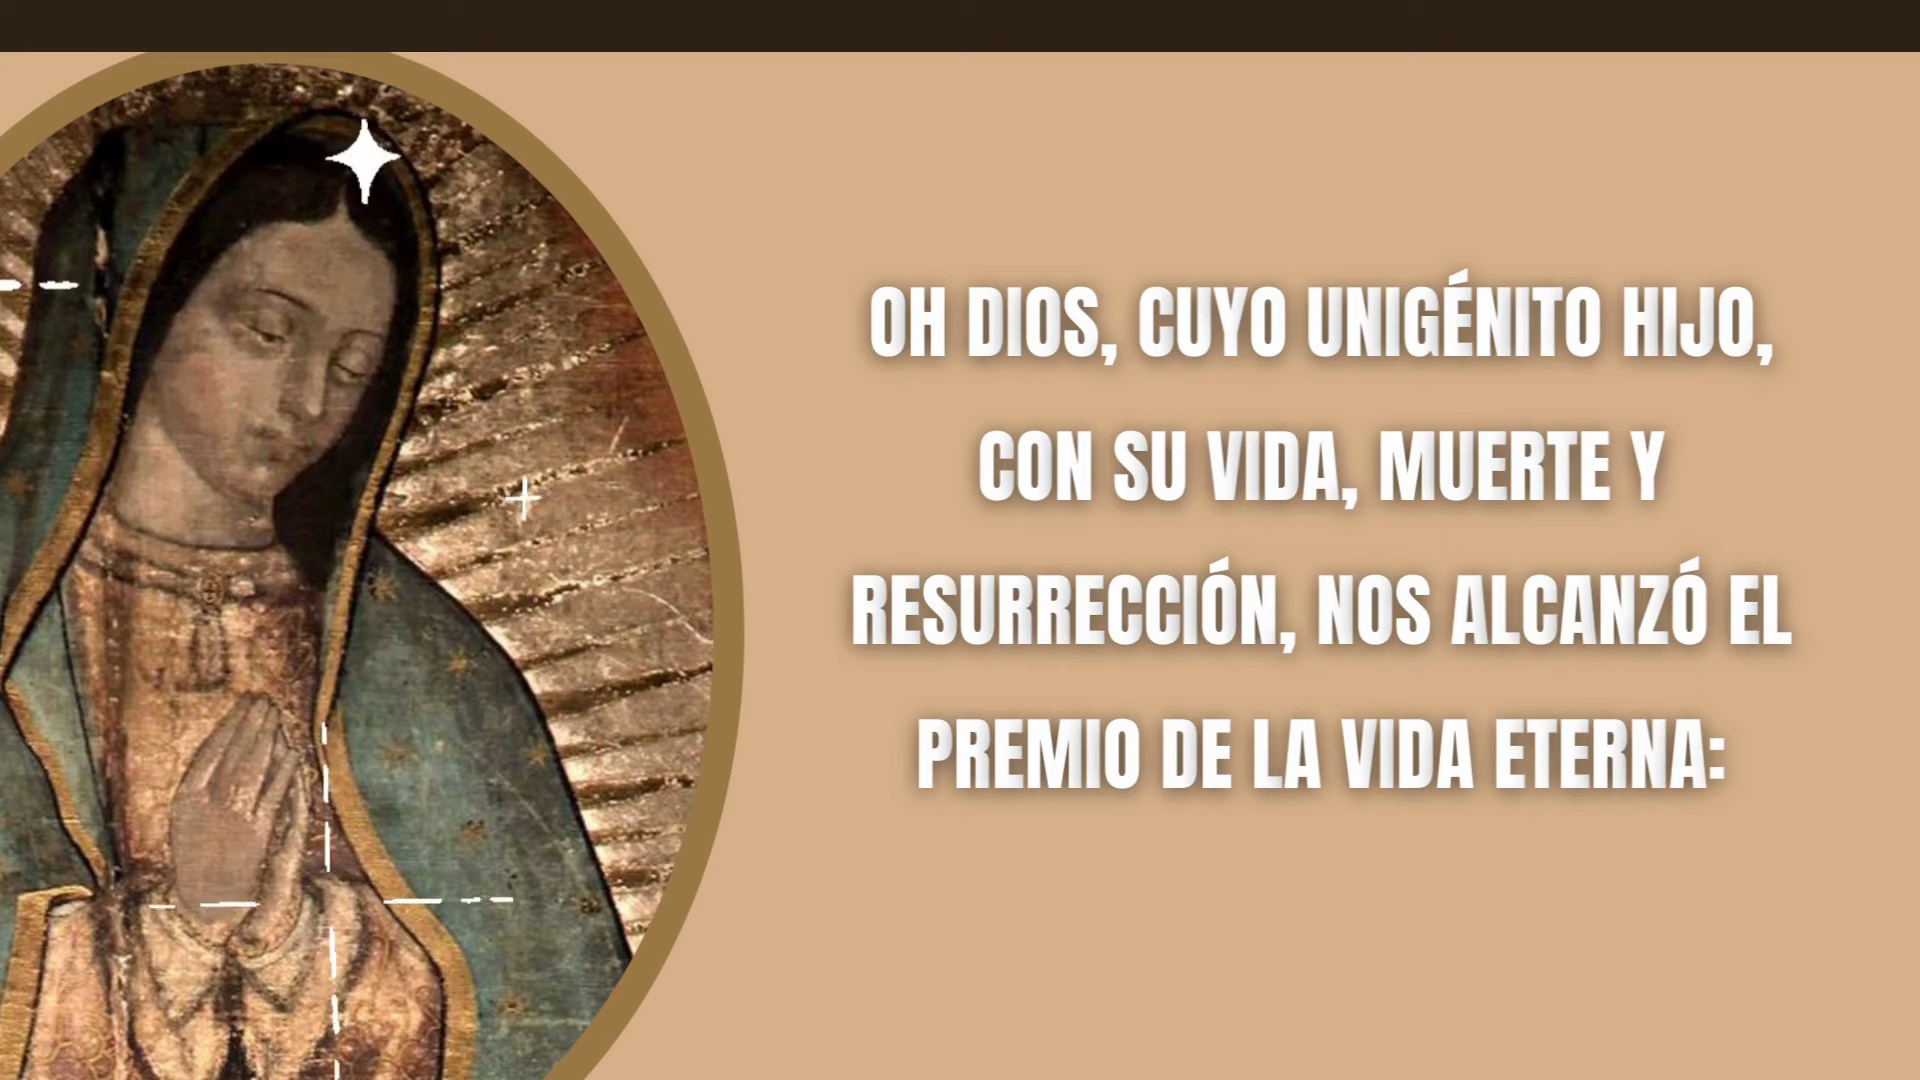 OH DIOS, CUYO UNIGÉNITO HIJO,
CON SU VIDA, MUERTE Y
RESURRECCIÓN, NOS ALCANZÓ EL
PREMIO DE LA VIDA ETERNA: